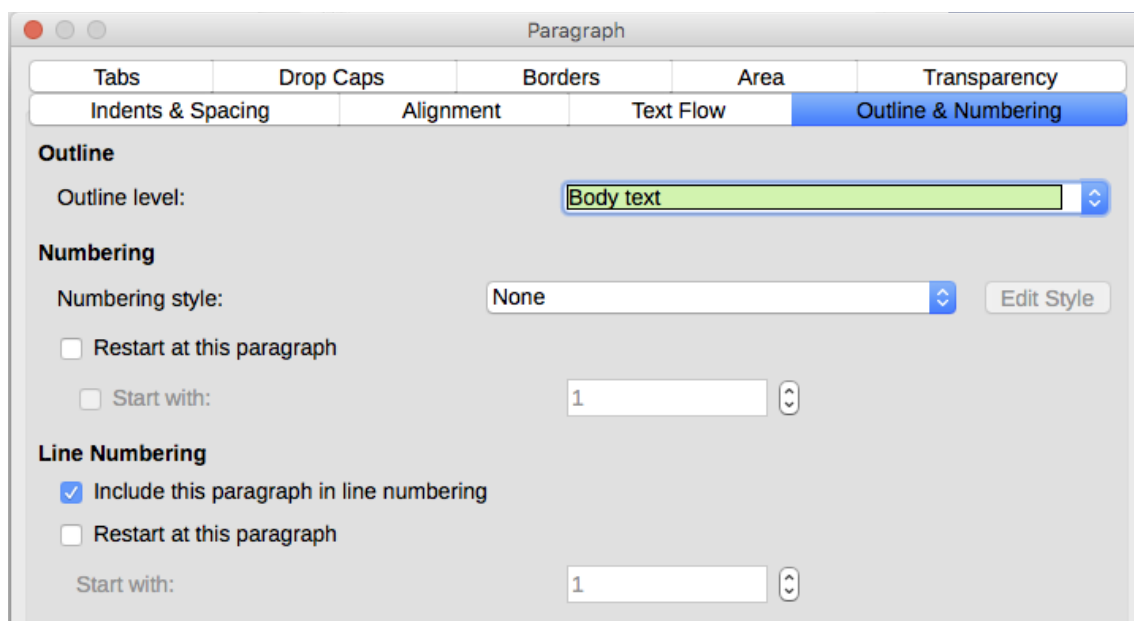 Paragraph
Tabs Drop Caps Borders Area Transparency
Indents & Spacing Alignment Text Flow Outline & Numbering
Outline
Outline level: Body text
Numbering
Numbering style: None Edit Style
Restart at this paragraph
Start with: 1
Line Numbering
Include this paragraph in line numbering
Restart at this paragraph
Start with: 1